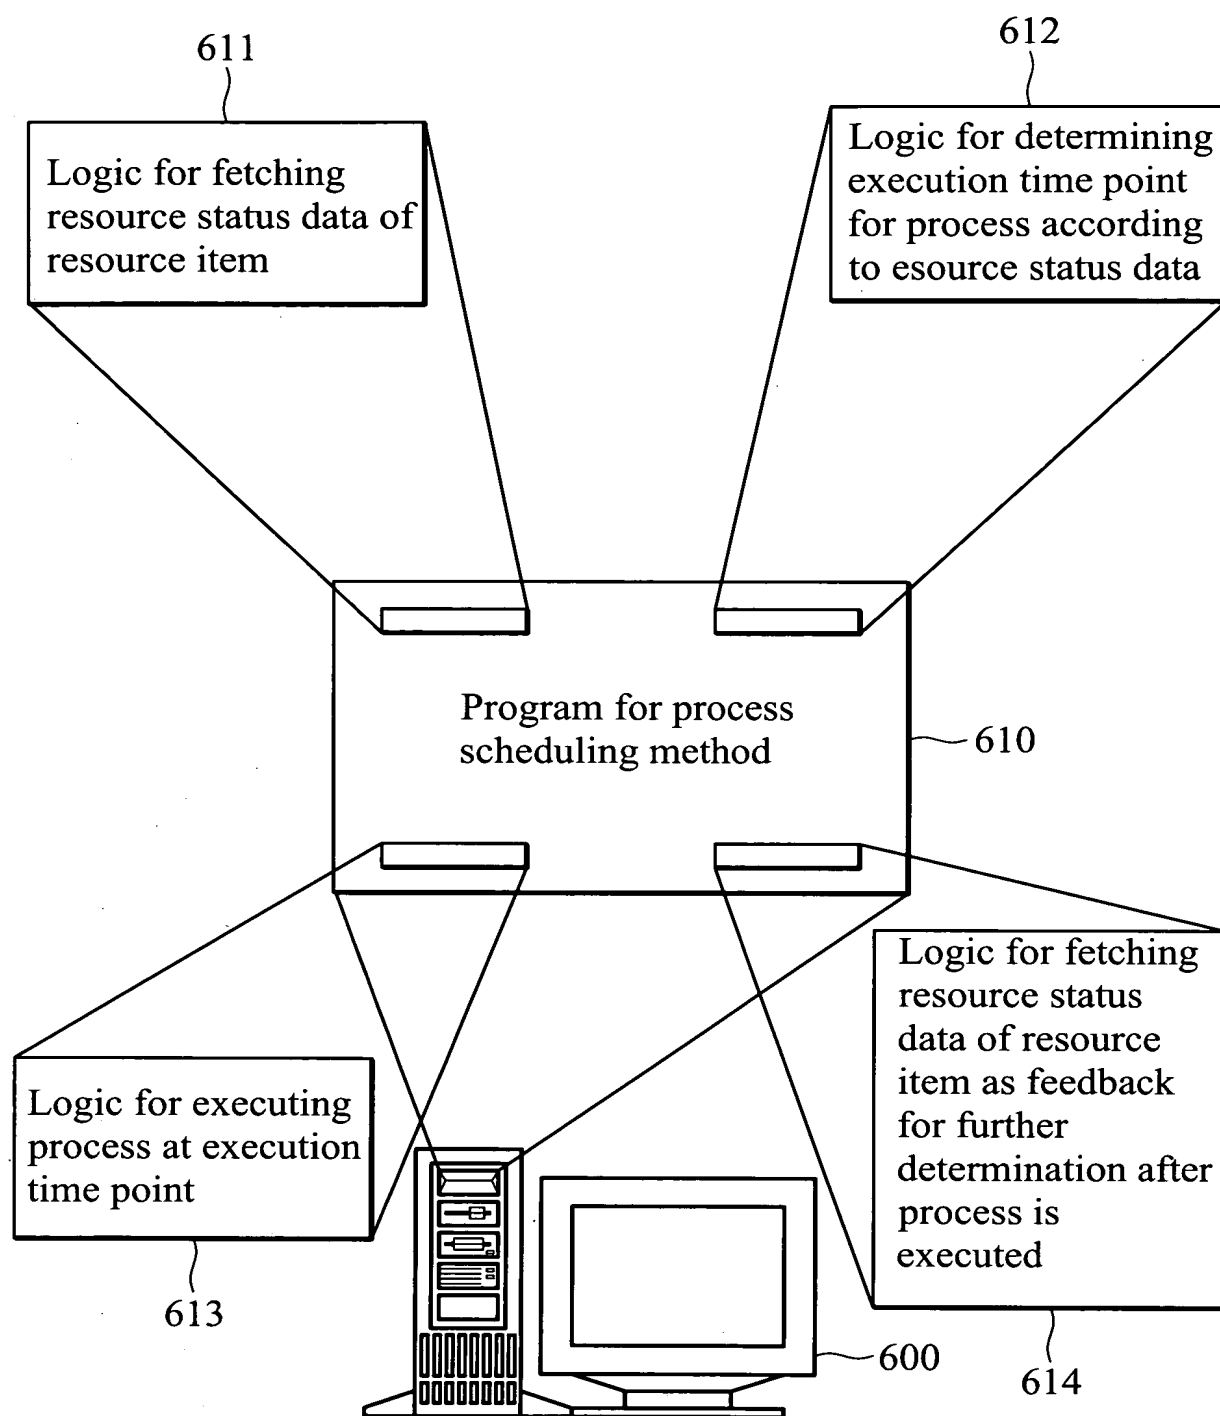 611
612
Logic for fetching
resource status data of
resource item
Logic for determining
execution time point
for process according
to esource status data
Program for process
scheduling method
610
Logic for executing
process at execution
time point
613
Logic for fetching
resource status
data of resource
item as feedback
for further
determination after
process is
executed
600
614